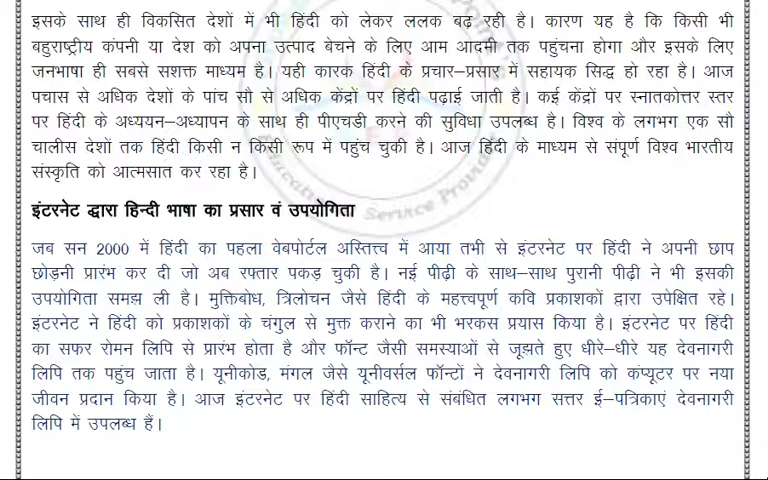 इसके साथ ही विकसित देशों में भी हिंदी को लेकर ललक बढ़ रही है। कारण यह है कि किसी भी
बहुराष्ट्रीय कंपनी या देश को अपना उत्पाद बेचने के लिए आम आदमी तक पहुंचना होगा और इसके लिए
जनभाषा ही सबसे सशक्त माध्यम है। यही कारक हिंदी के प्रचार–प्रसार में सहायक सिद्ध हो रहा है। आज
पचास से अधिक देशों के पांच सौ से अधिक केंद्रों पर हिंदी पढ़ाई जाती है। कई केंद्रों पर स्नातकोत्तर स्तर
पर हिंदी के अध्ययन–अध्यापन के साथ ही पीएचडी करने की सुविधा उपलब्ध है। विश्व के लगभग एक सौ
चालीस देशों तक हिंदी किसी न किसी रूप में पहुंच चुकी है। आज हिंदी के माध्यम से संपूर्ण विश्व भारतीय
संस्कृति को आत्मसात कर रहा है।
इंटरनेट द्वारा हिन्दी भाषा का प्रसार वं उपयोगिता
जब सन 2000 में हिंदी का पहला वेबपोर्टल अस्तित्त्व में आया तभी से इंटरनेट पर हिंदी ने अपनी छाप
छोड़नी प्रारंभ कर दी जो अब रफ्तार पकड़ चुकी है। नई पीढ़ी के साथ–साथ पुरानी पीढ़ी ने भी इसकी
उपयोगिता समझ ली है। मुक्तिबोध, त्रिलोचन जैसे हिंदी के महत्त्वपूर्ण कवि प्रकाशकों द्वारा उपेक्षित रहे।
इंटरनेट ने हिंदी को प्रकाशकों के चंगुल से मुक्त कराने का भी भरकस प्रयास किया है। इंटरनेट पर हिंदी
का सफर रोमन लिपि से प्रारंभ होता है और फॉन्ट जैसी समस्याओं से जूझते हुए धीरे–धीरे यह देवनागरी
लिपि तक पहुंच जाता है। यूनीकोड, मंगल जैसे यूनीवर्सल फॉन्टों ने देवनागरी लिपि को कंप्यूटर पर नया
जीवन प्रदान किया है। आज इंटरनेट पर हिंदी साहित्य से संबंधित लगभग सत्तर ई–पत्रिकाएं देवनागरी
लिपि में उपलब्ध हैं।
Service Provider